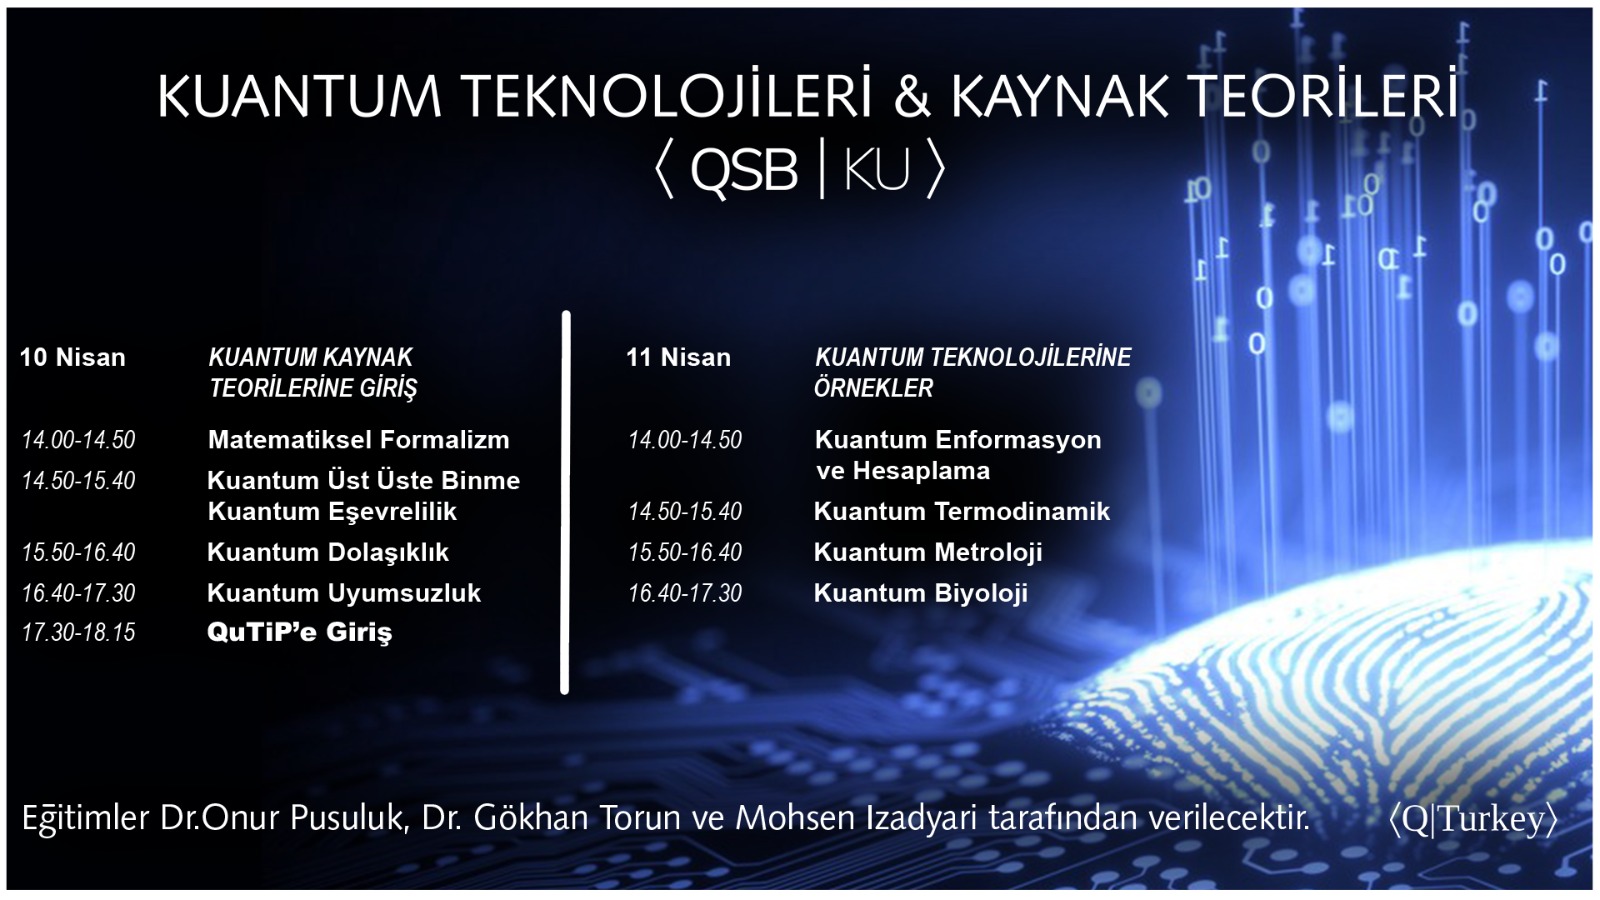 KUANTUM TEKNOLOJİLERİ & KAYNAK TEORİLERİ
⟨ QSB | KU ⟩
10 Nisan KUANTUM KAYNAK
TEORİLERİNE GİRİŞ
14.00-14.50 Matematiksel Formalizm
14.50-15.40 Kuantum Üst Üste Binme
Kuantum Eşevrelilik
15.50-16.40 Kuantum Dolaşıklık
16.40-17.30 Kuantum Uyumsuzluk
17.30-18.15 QuTiP’e Giriş
11 Nisan KUANTUM TEKNOLOJİLERİNE
ÖRNEKLER
14.00-14.50 Kuantum Enformasyon
ve Hesaplama
14.50-15.40 Kuantum Termodinamik
15.50-16.40 Kuantum Metroloji
16.40-17.30 Kuantum Biyoloji
Eğitimler Dr.Onur Pusuluk, Dr. Gökhan Torun ve Mohsen Izadyari tarafından verilecektir.
⟨Q|Turkey⟩